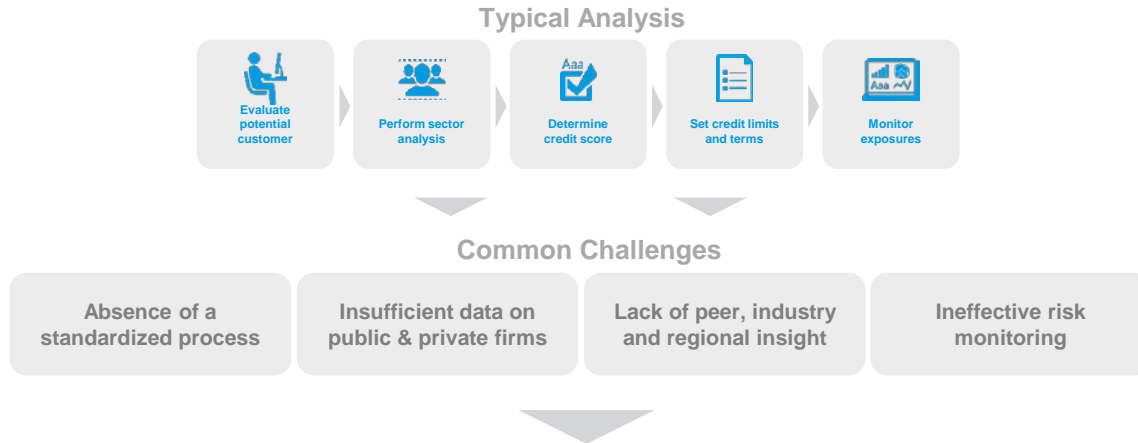 Typical Analysis
Aaa
Aaa
Evaluate
potential
customer
Perform sector
analysis
Determine
credit score
Set credit limits
and terms
Monitor
exposures
Common Challenges
Absence of a
standardized process
Insufficient data on
public & private firms
Lack of peer, industry
and regional insight
Ineffective risk
monitoring